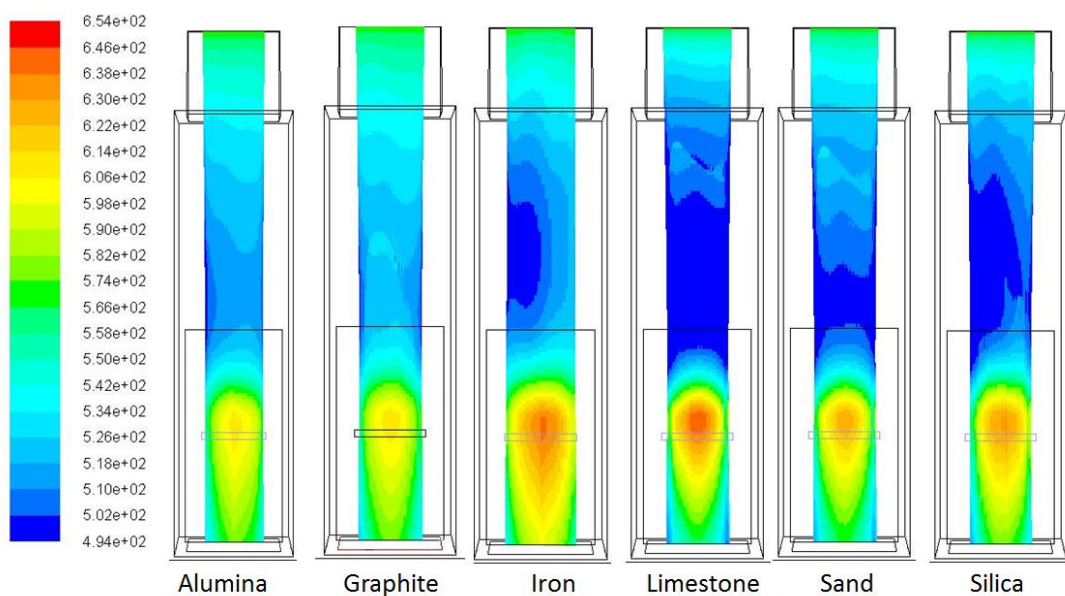 6.54e+02
6.46e+02
6.38e+02
6.30e+02
6.22e+02
6.14e+02
6.06e+02
5.98e+02
5.90e+02
5.82e+02
5.74e+02
5.66e+02
5.58e+02
5.50e+02
5.42e+02
5.34e+02
5.26e+02
5.18e+02
5.10e+02
5.02e+02
4.94e+02
Alumina Graphite Iron Limestone Sand Silica